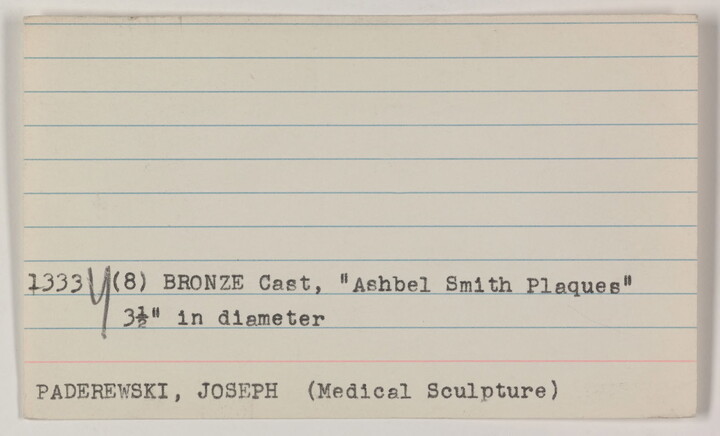 1333 y (8) BRONZE Cast, "Ashbel Smith Plaques"
3½" in diameter
PADEREWSKI, JOSEPH (Medical Sculpture)